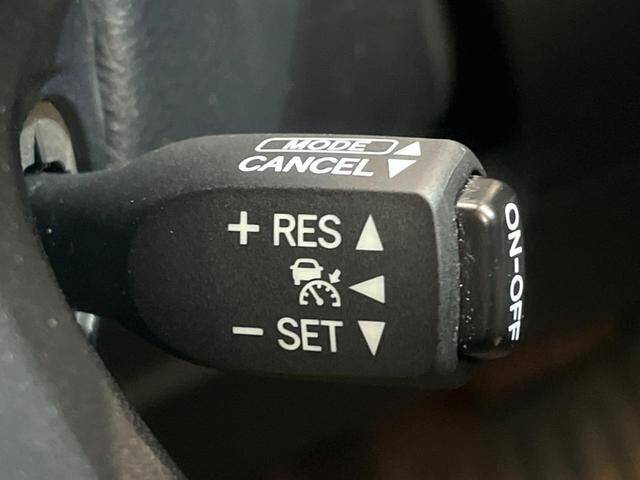 MODE
CANCEL
+ RES
- SET
ON-OFF